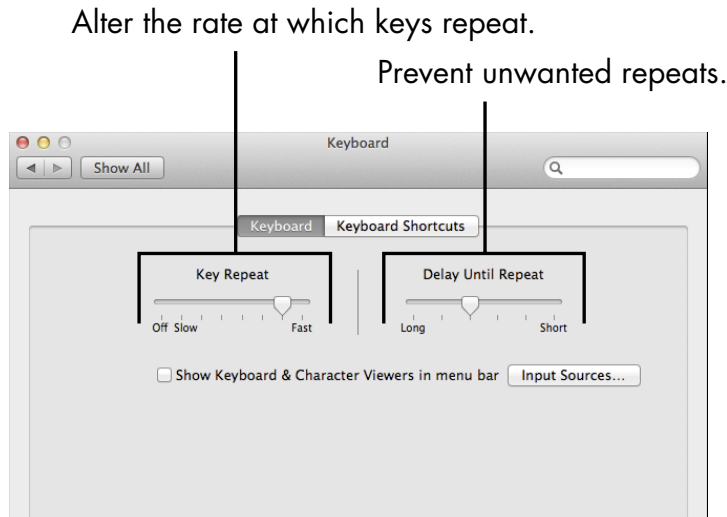 Alter the rate at which keys repeat.
Prevent unwanted repeats.
Keyboard
Show All
Keyboard Keyboard Shortcuts
Key Repeat Delay Until Repeat
Off Slow Fast Long Short
Show Keyboard & Character Viewers in menu bar Input Sources...